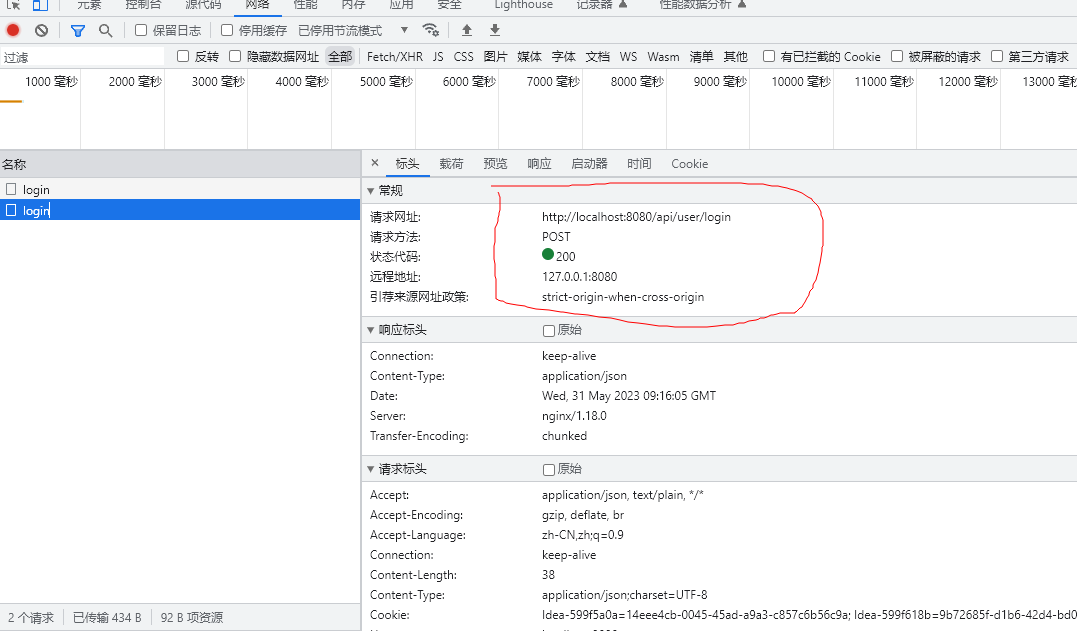 元素 控制台 源代码 网络 性能 内存 应用 安全 Lighthouse 记录器 性能数据分析
保留日志 停用缓存 已停用节流模式
过滤 反转 隐藏数据网址 全部 Fetch/XHR JS CSS 图片 媒体 字体 文档 WS Wasm 清单 其他 有已拦截的 Cookie 被屏蔽的请求 第三方请求
1000 毫秒 2000 毫秒 3000 毫秒 4000 毫秒 5000 毫秒 6000 毫秒 7000 毫秒 8000 毫秒 9000 毫秒 10000 毫秒 11000 毫秒 12000 毫秒 13000 毫秒
名称
login
login
× 标头 载荷 预览 响应 启动器 时间 Cookie
常规
请求网址: http://localhost:8080/api/user/login
请求方法: POST
状态代码: 200
远程地址: 127.0.0.1:8080
引荐来源网址政策: strict-origin-when-cross-origin
响应标头 原始
Connection: keep-alive
Content-Type: application/json
Date: Wed, 31 May 2023 09:16:05 GMT
Server: nginx/1.18.0
Transfer-Encoding: chunked
请求标头 原始
Accept: application/json, text/plain, */*
Accept-Encoding: gzip, deflate, br
Accept-Language: zh-CN,zh;q=0.9
Connection: keep-alive
Content-Length: 38
Content-Type: application/json;charset=UTF-8
Cookie: Idea-599f5a0a=14eee4cb-0045-45ad-a9a3-c857c6b56c9a; Idea-599f618b=9b72685f-d1b6-42d4-bd0
2 个请求 已传输 434 B 92 B 项资源